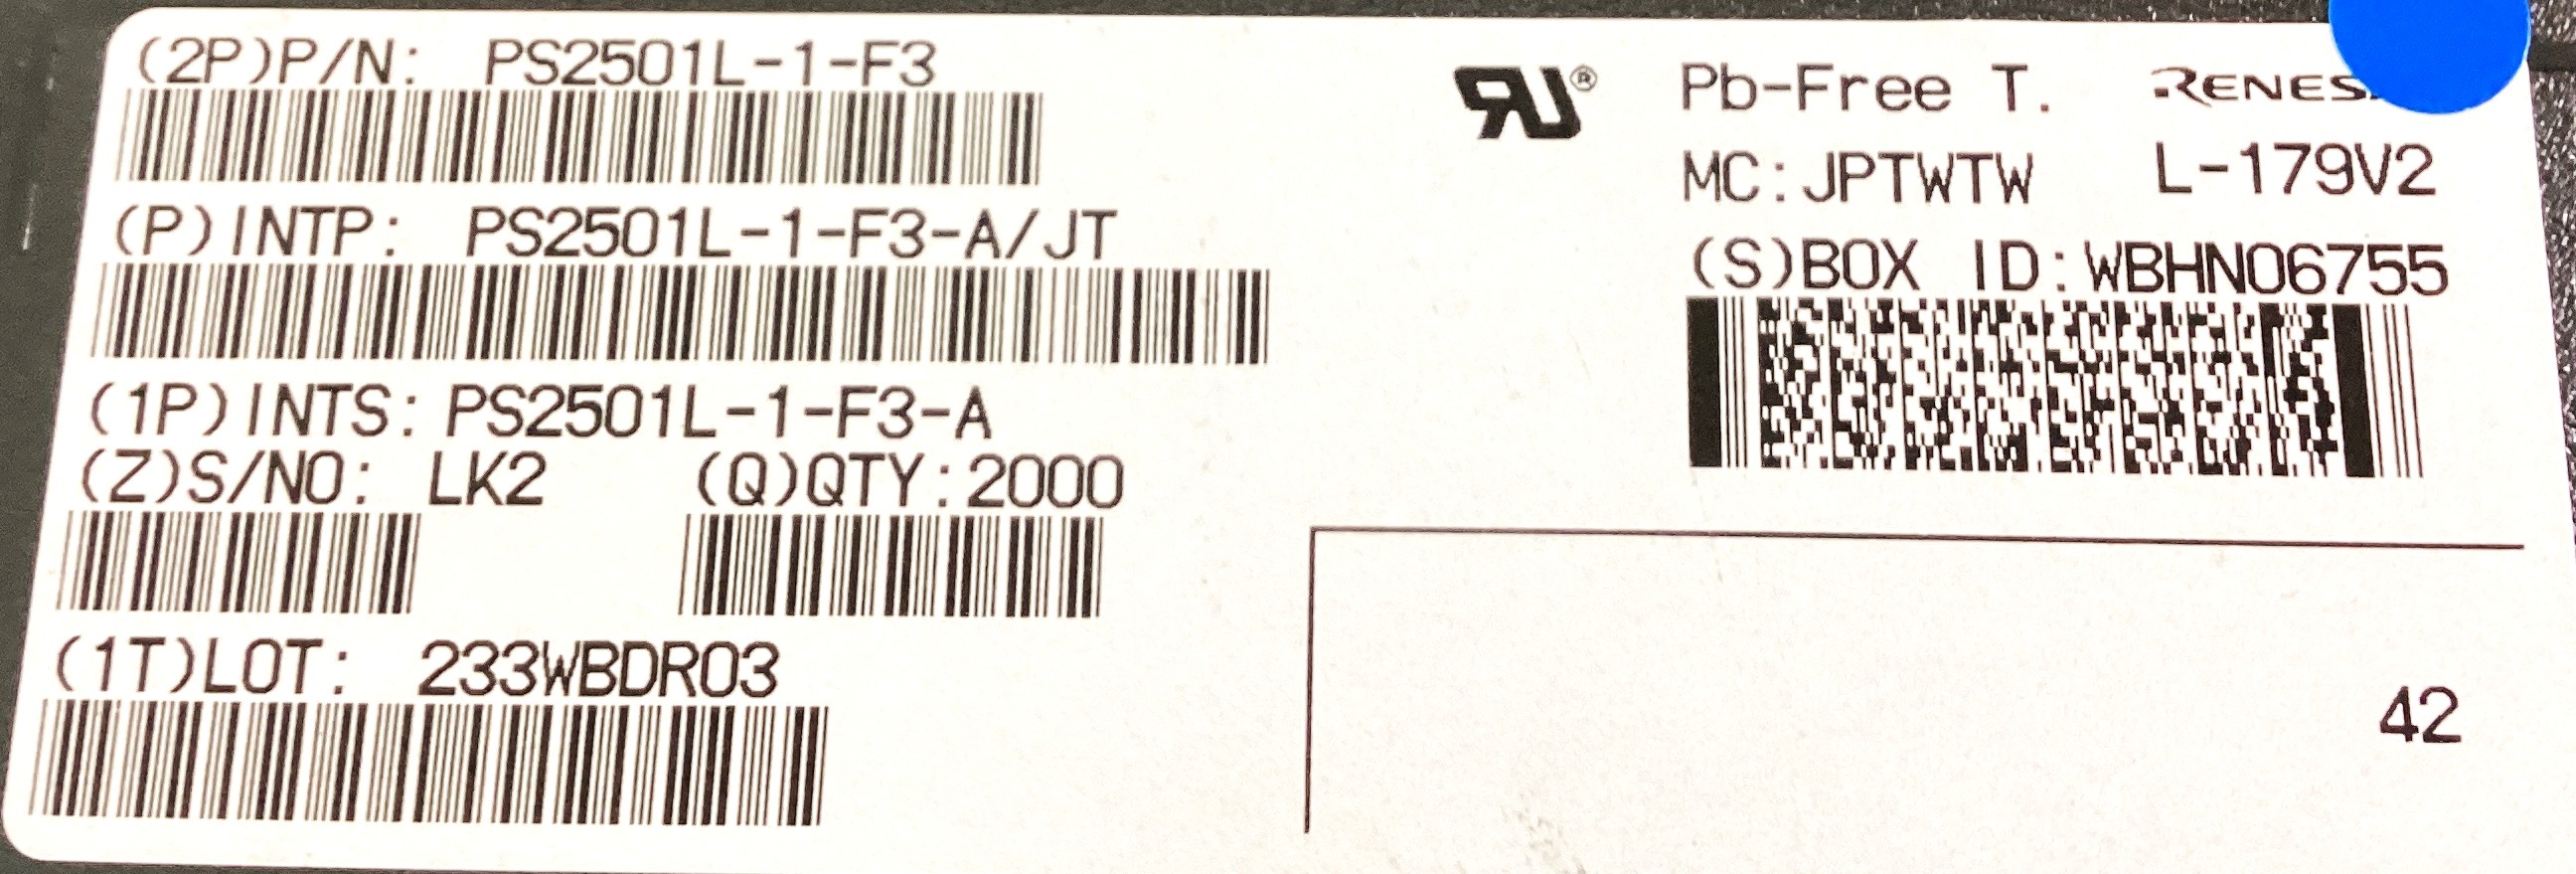 (2P)P/N: PS2501L-1-F3
(P)INTP: PS2501L-1-F3-A/JT
(1P)INTS: PS2501L-1-F3-A
(Z)S/NO: LK2 (Q)QTY:2000
(1T)LOT: 233WBDR03
RU® Pb-Free T.
MC:JPTWTW L-179V2
(S)BOX ID:WBHN06755
42